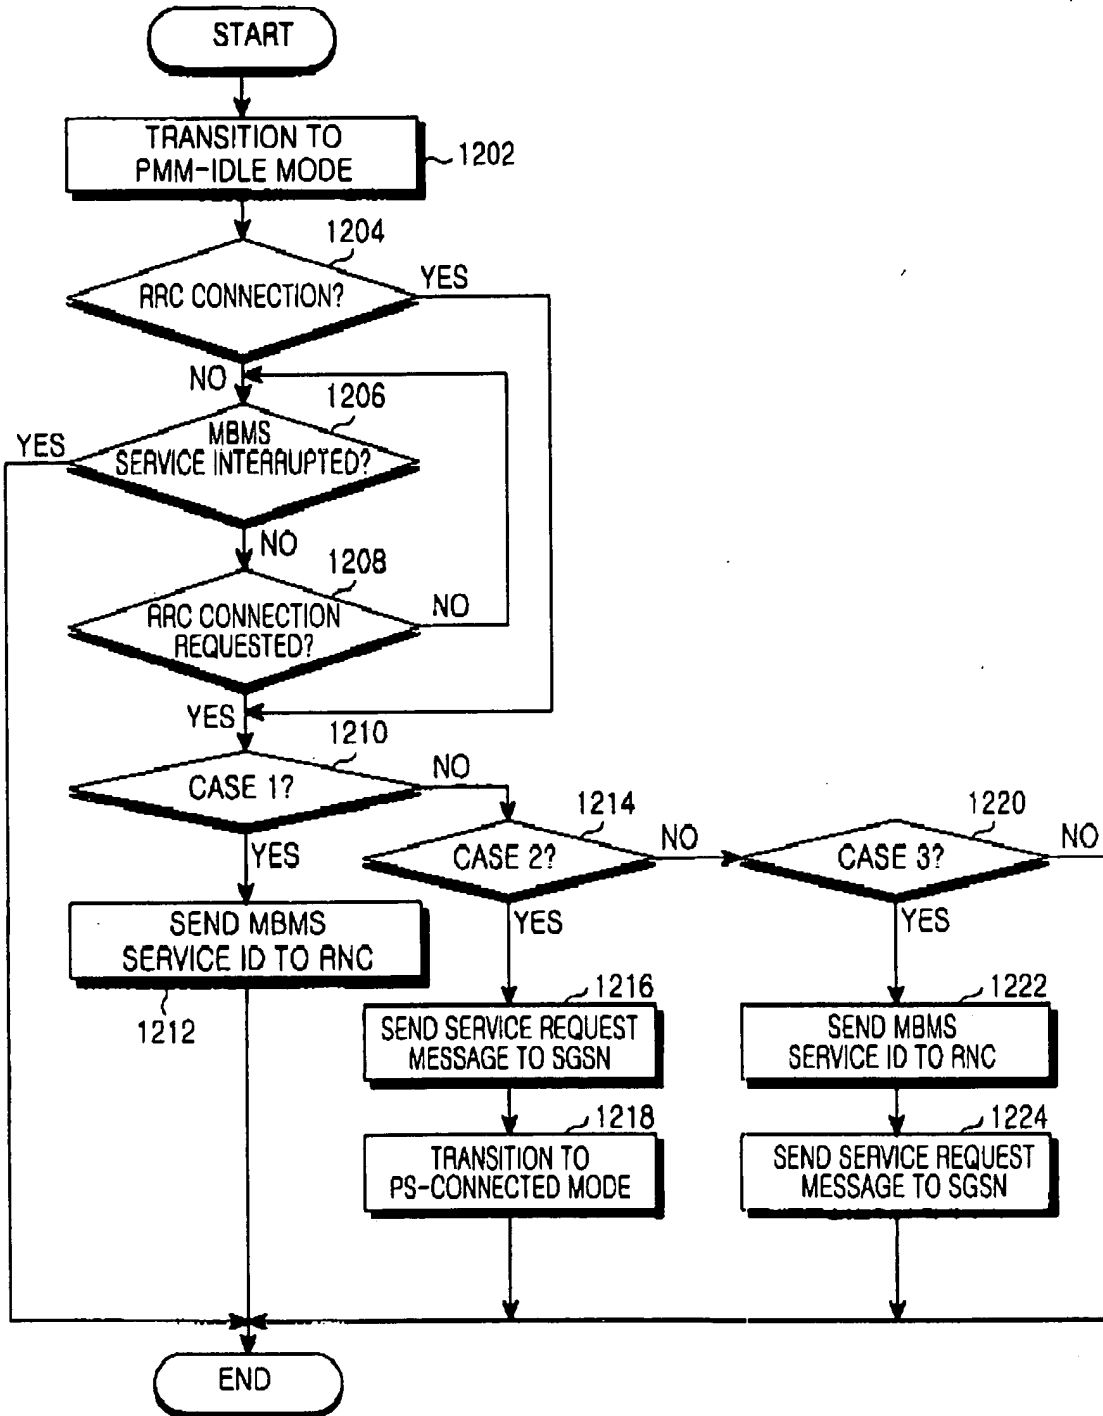 START
TRANSITION TO
PMM-IDLE MODE
1202
1204
RRC CONNECTION?
YES
NO
1206
MBMS
SERVICE INTERRUPTED?
YES
NO
1208
RRC CONNECTION
REQUESTED?
NO
YES
1210
CASE 1?
NO
YES
1214
CASE 2?
NO
YES
1220
CASE 3?
NO
YES
SEND MBMS
SERVICE ID TO RNC
1212
1216
SEND SERVICE REQUEST
MESSAGE TO SGSN
1222
SEND MBMS
SERVICE ID TO RNC
1218
TRANSITION TO
PS-CONNECTED MODE
1224
SEND SERVICE REQUEST
MESSAGE TO SGSN
END